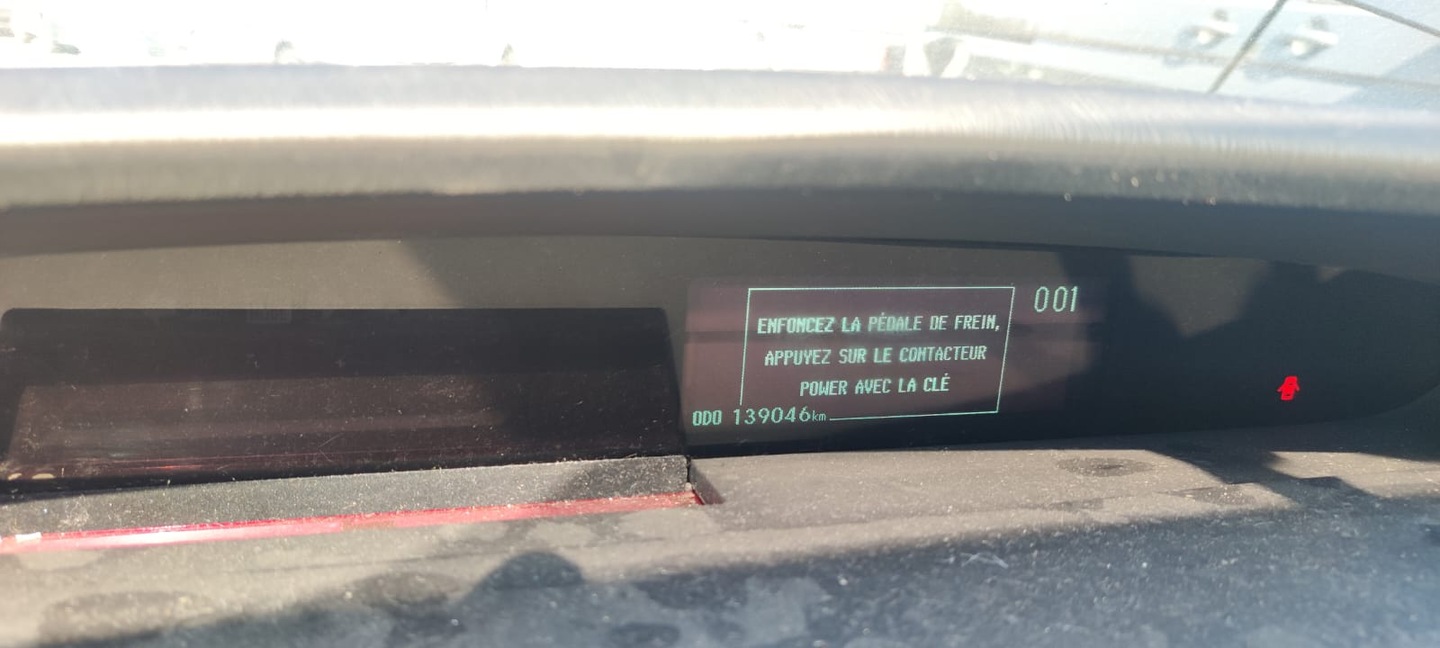 001
ENFONCEZ LA PÉDALE DE FREIN,
APPUYEZ SUR LE CONTACTEUR
POWER AVEC LA CLÉ
ODO 139046km